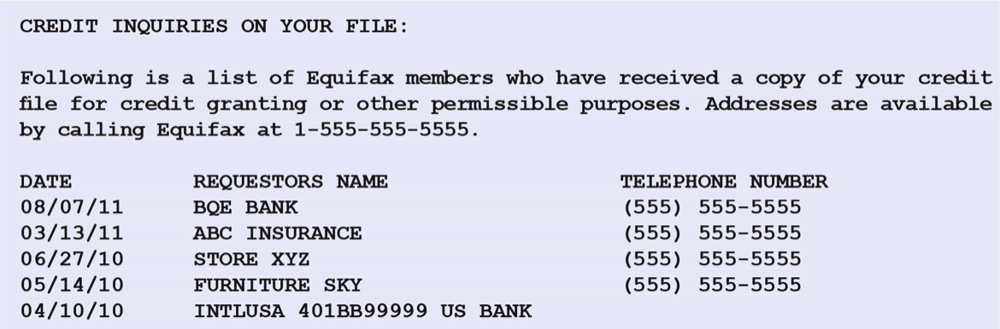 CREDIT INQUIRIES ON YOUR FILE:
Following is a list of Equifax members who have received a copy of your credit
file for credit granting or other permissible purposes. Addresses are available
by calling Equifax at 1-555-555-5555.
DATE REQUESTORS NAME TELEPHONE NUMBER
08/07/11 BQE BANK (555) 555-5555
03/13/11 ABC INSURANCE (555) 555-5555
06/27/10 STORE XYZ (555) 555-5555
05/14/10 FURNITURE SKY (555) 555-5555
04/10/10 INTLUSA 401BB99999 US BANK